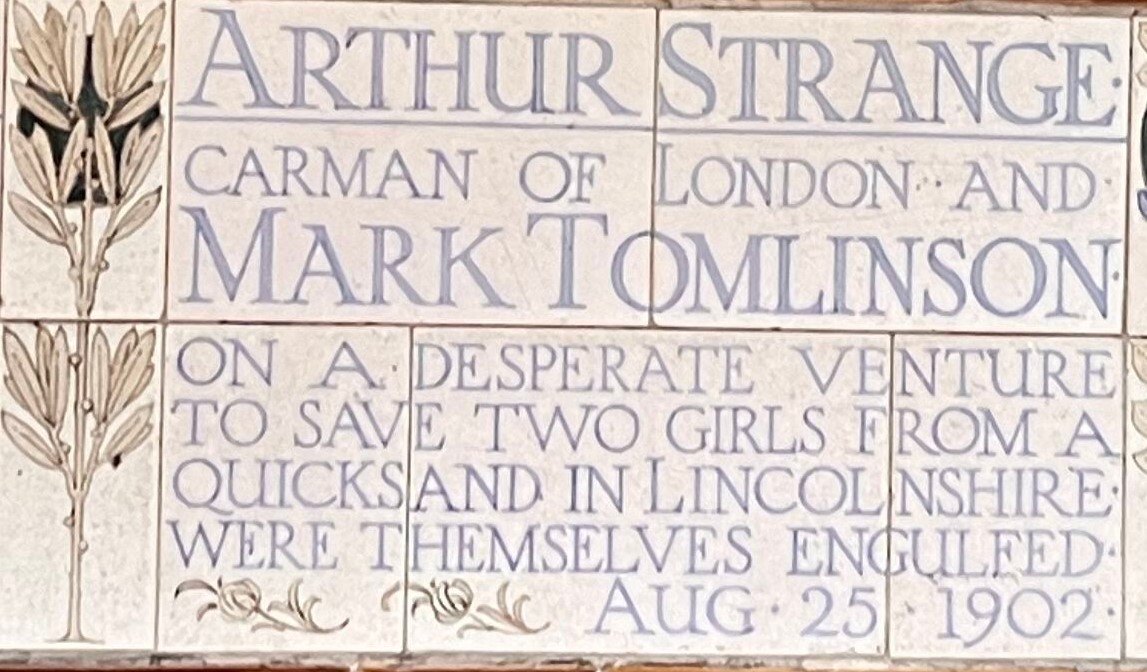 ARTHUR STRANGE·
CARMAN OF LONDON·· AND·
MARK TOMLINSON·
ON A· DESPERATE VENTURE
TO SAVE TWO GIRLS FROM A
QUICKSAND IN LINCOLNSHIRE·
WERE THEMSELVES ENGULFED·
AUG · 25 · 1902·